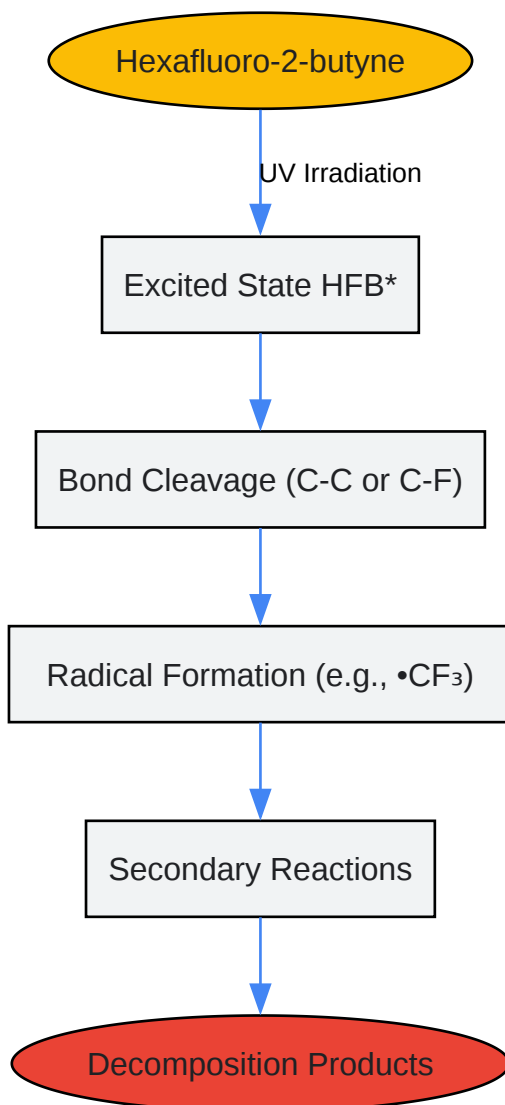 Hexafluoro-2-butyne
UV Irradiation
Excited State HFB*
Bond Cleavage (C-C or C-F)
Radical Formation (e.g., •CF₃)
Secondary Reactions
Decomposition Products